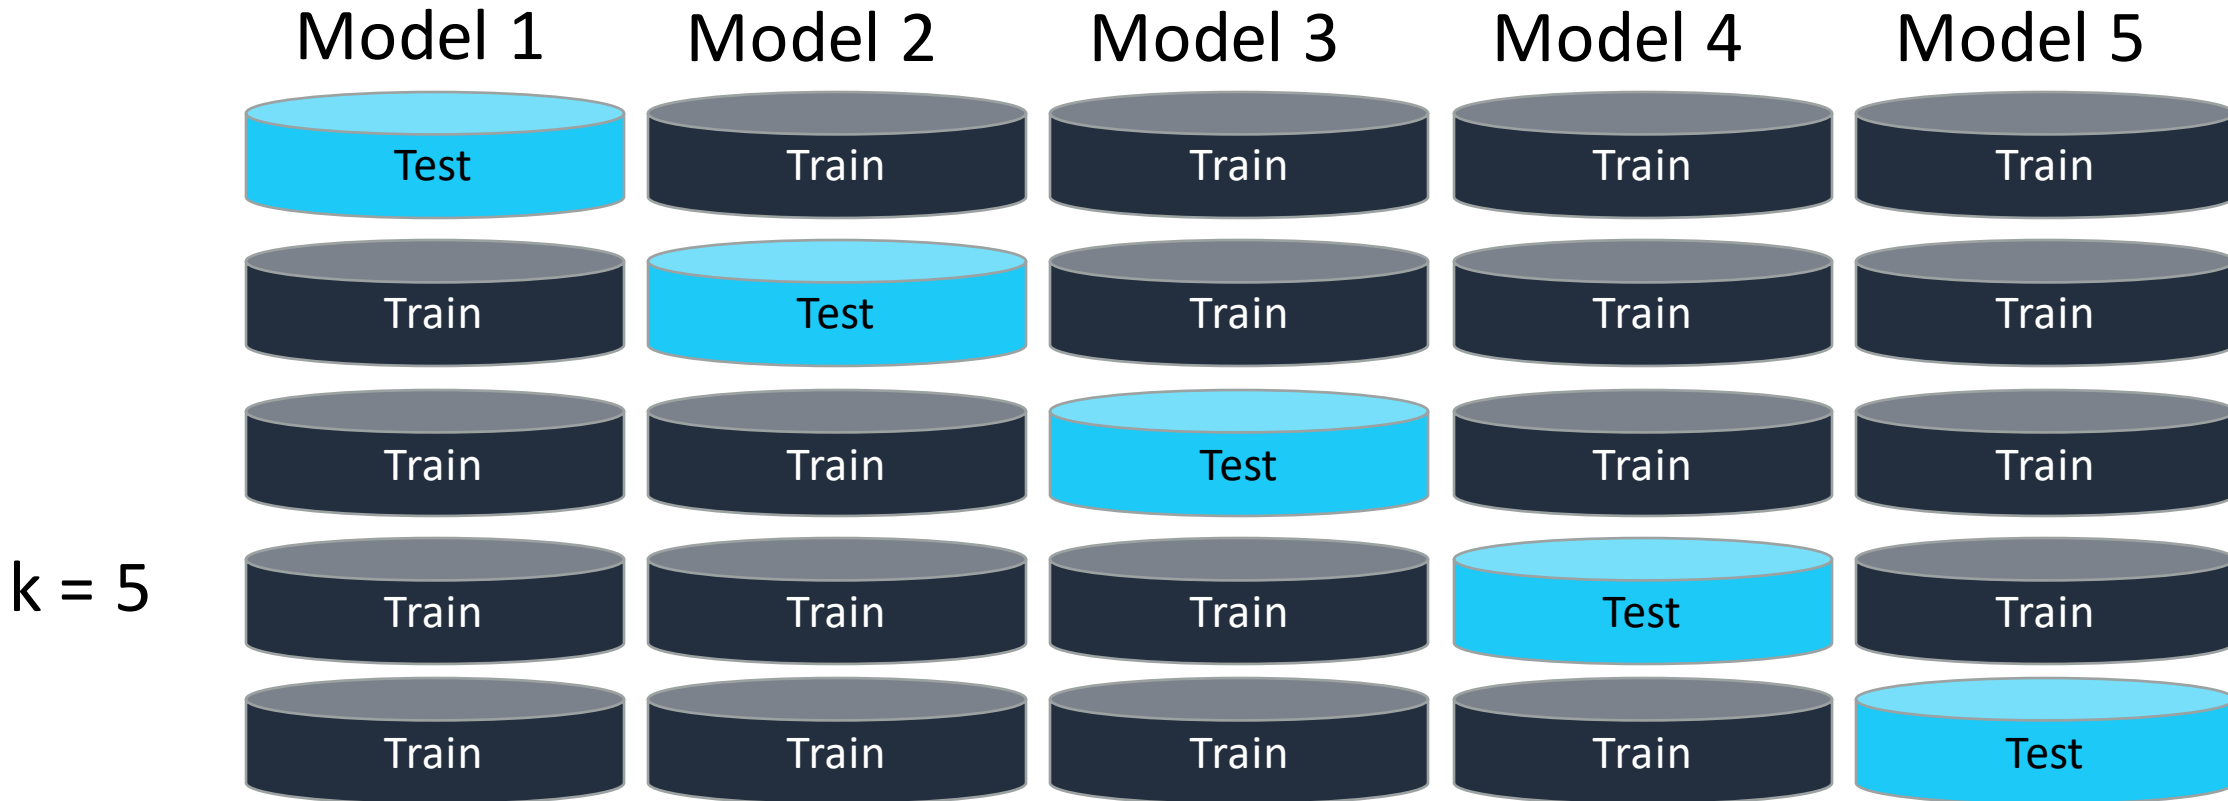 Model 1 Model 2 Model 3 Model 4 Model 5
Test Train Train Train Train
Train Test Train Train Train
Train Train Test Train Train
k = 5
Train Train Train Test Train
Train Train Train Train Test